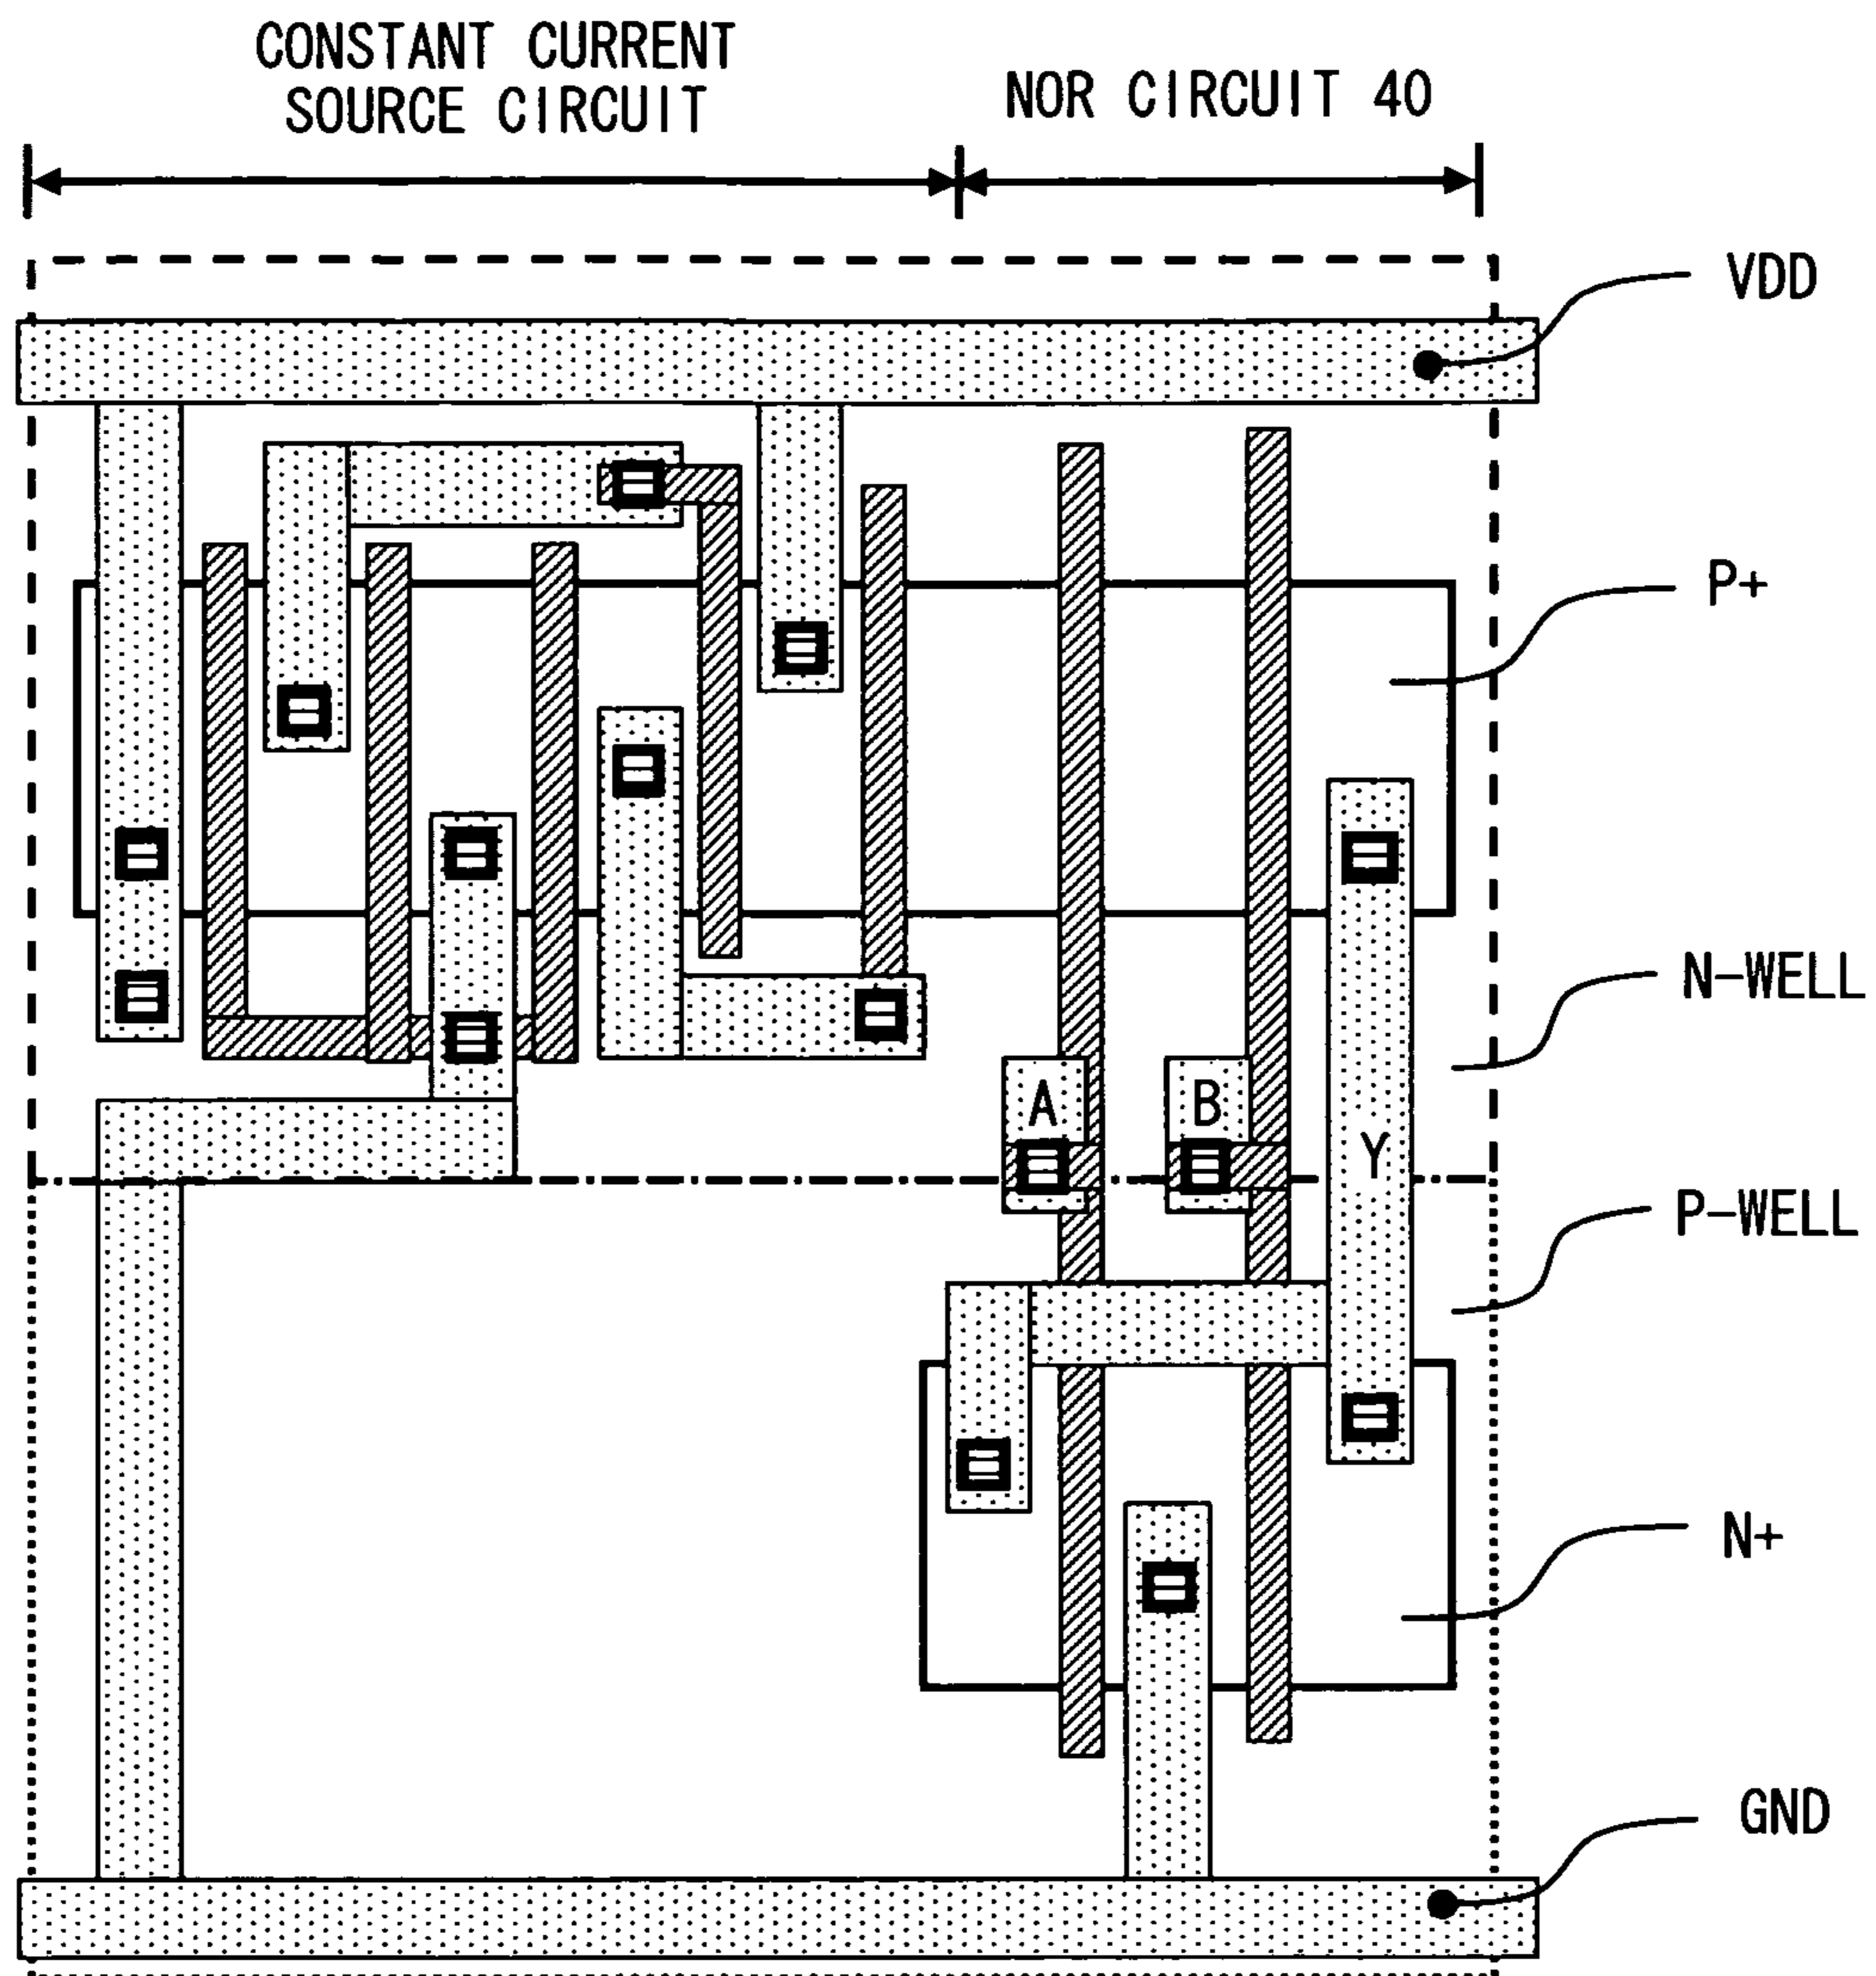 CONSTANT CURRENT
SOURCE CIRCUIT
NOR CIRCUIT 40
VDD
P+
N-WELL
A
B
Y
P-WELL
N+
GND